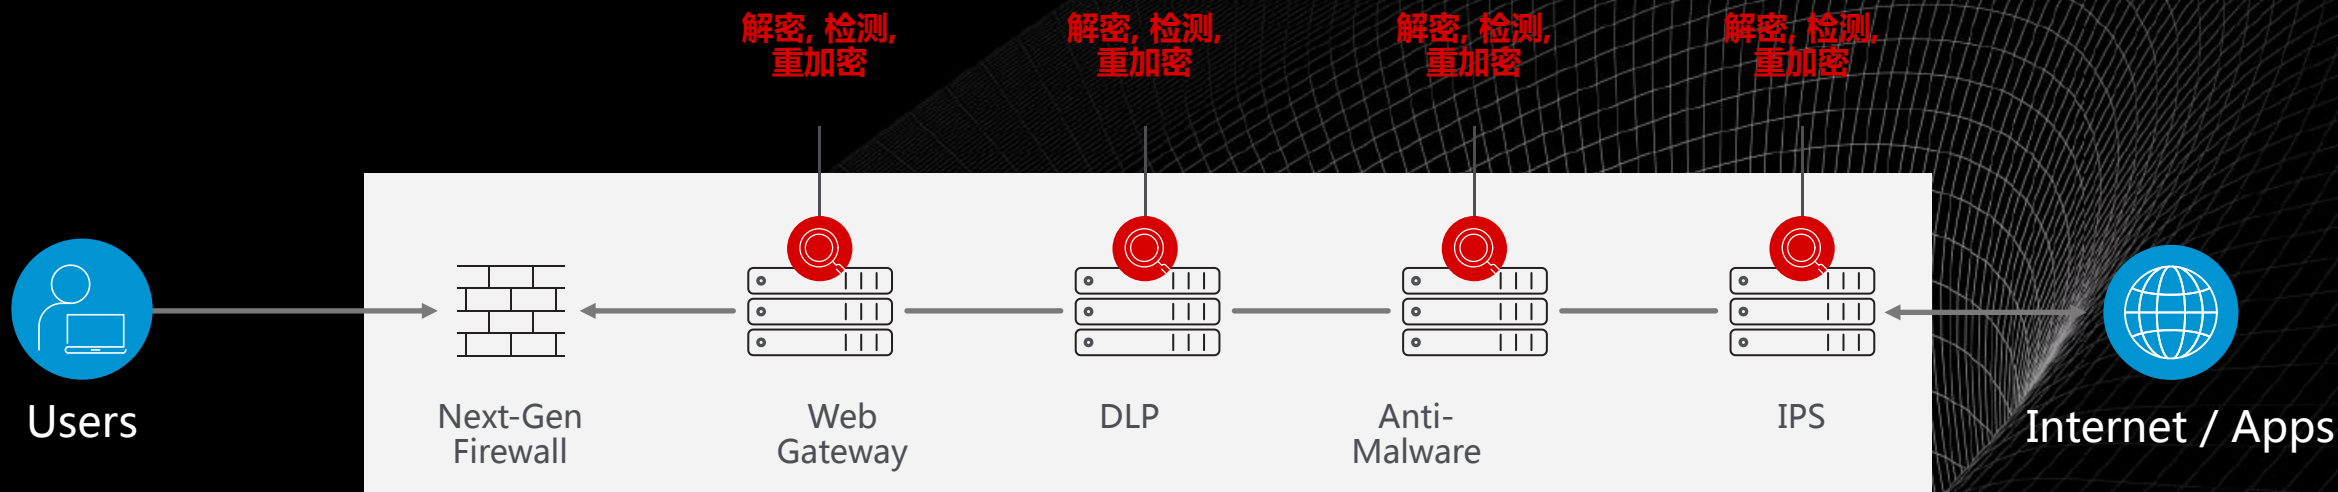 解密, 检测,
重加密
解密, 检测,
重加密
解密, 检测,
重加密
解密, 检测,
重加密
Users
Next-Gen
Firewall
Web
Gateway
DLP
Anti-
Malware
IPS
Internet / Apps